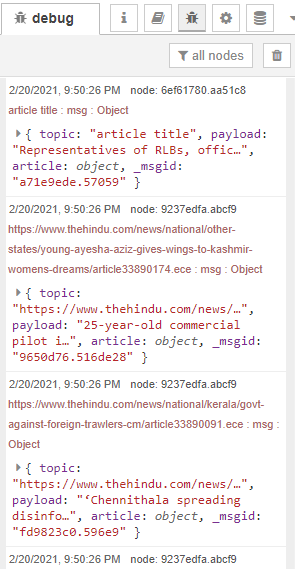 debug
all nodes
2/20/2021, 9:50:26 PM node: 6ef61780.aa51c8
article title : msg : Object
{ topic: "article title", payload:
"Representatives of RLBs, offic…",
article: object, _msgid:
"a71e9ede.57059" }
2/20/2021, 9:50:26 PM node: 9237edfa.abcf9
https://www.thehindu.com/news/national/other-
states/young-ayesha-aziz-gives-wings-to-kashmir-
womens-dreams/article33890174.ece : msg : Object
{ topic:
"https://www.thehindu.com/news/…",
payload: "25-year-old commercial
pilot i…", article: object, _msgid:
"9650d76.516de28" }
2/20/2021, 9:50:26 PM node: 9237edfa.abcf9
https://www.thehindu.com/news/national/kerala/govt-
against-foreign-trawlers-cm/article33890091.ece : msg :
Object
{ topic:
"https://www.thehindu.com/news/…",
payload: "‘Chennithala spreading
disinfo…", article: object, _msgid:
"fd9823c0.596e9" }
2/20/2021, 9:50:26 PM node: 9237edfa.abcf9